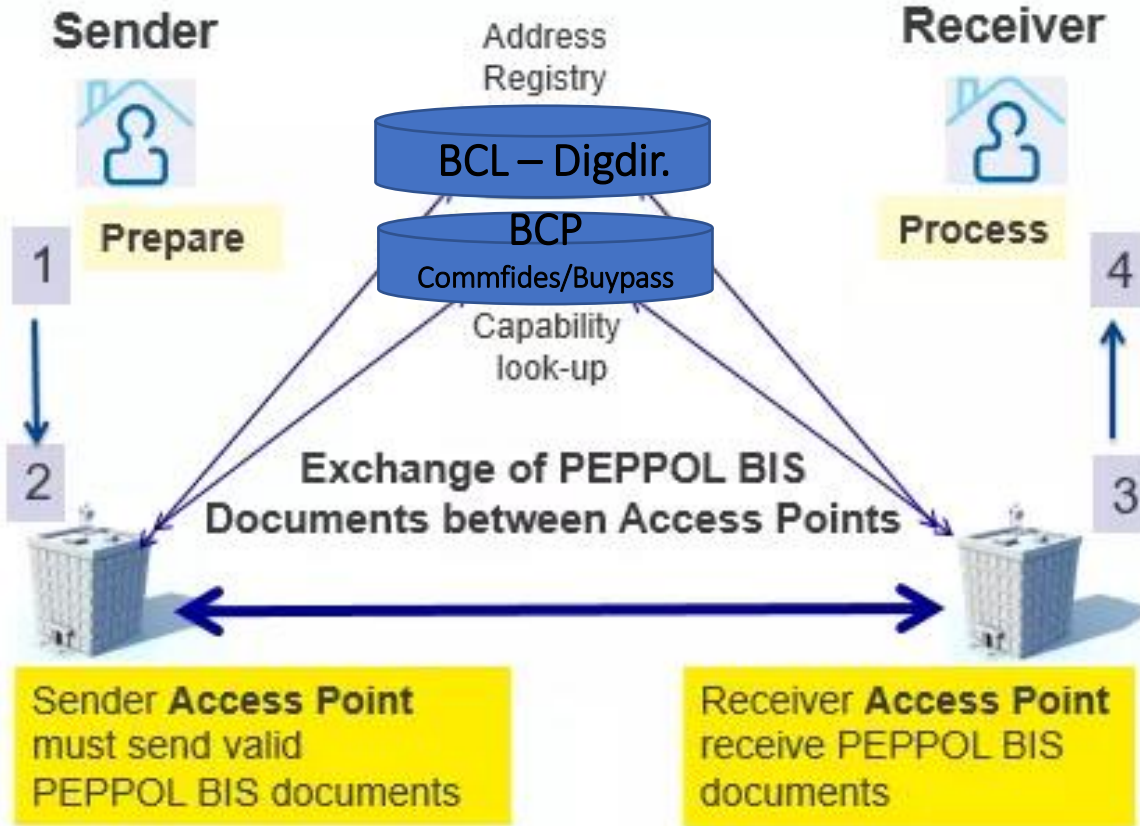 Sender
Address
Registry
Receiver
BCL – Digdir.
Prepare
BCP
Commfides/Buypass
Process
1
4
Capability
look-up
2
Exchange of PEPPOL BIS
Documents between Access Points
3
Sender Access Point
must send valid
PEPPOL BIS documents
Receiver Access Point
receive PEPPOL BIS
documents